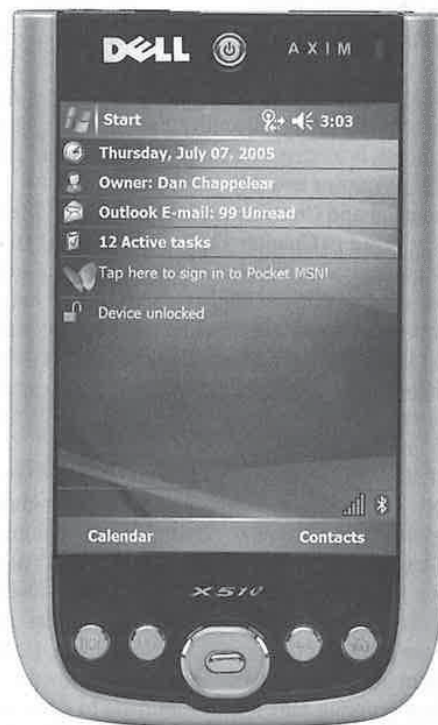 DELL AXIM
Start 3:03
Thursday, July 07, 2005
Owner: Dan Chappelear
Outlook E-mail: 99 Unread
12 Active tasks
Tap here to sign in to Pocket MSN!
Device unlocked
Calendar Contacts